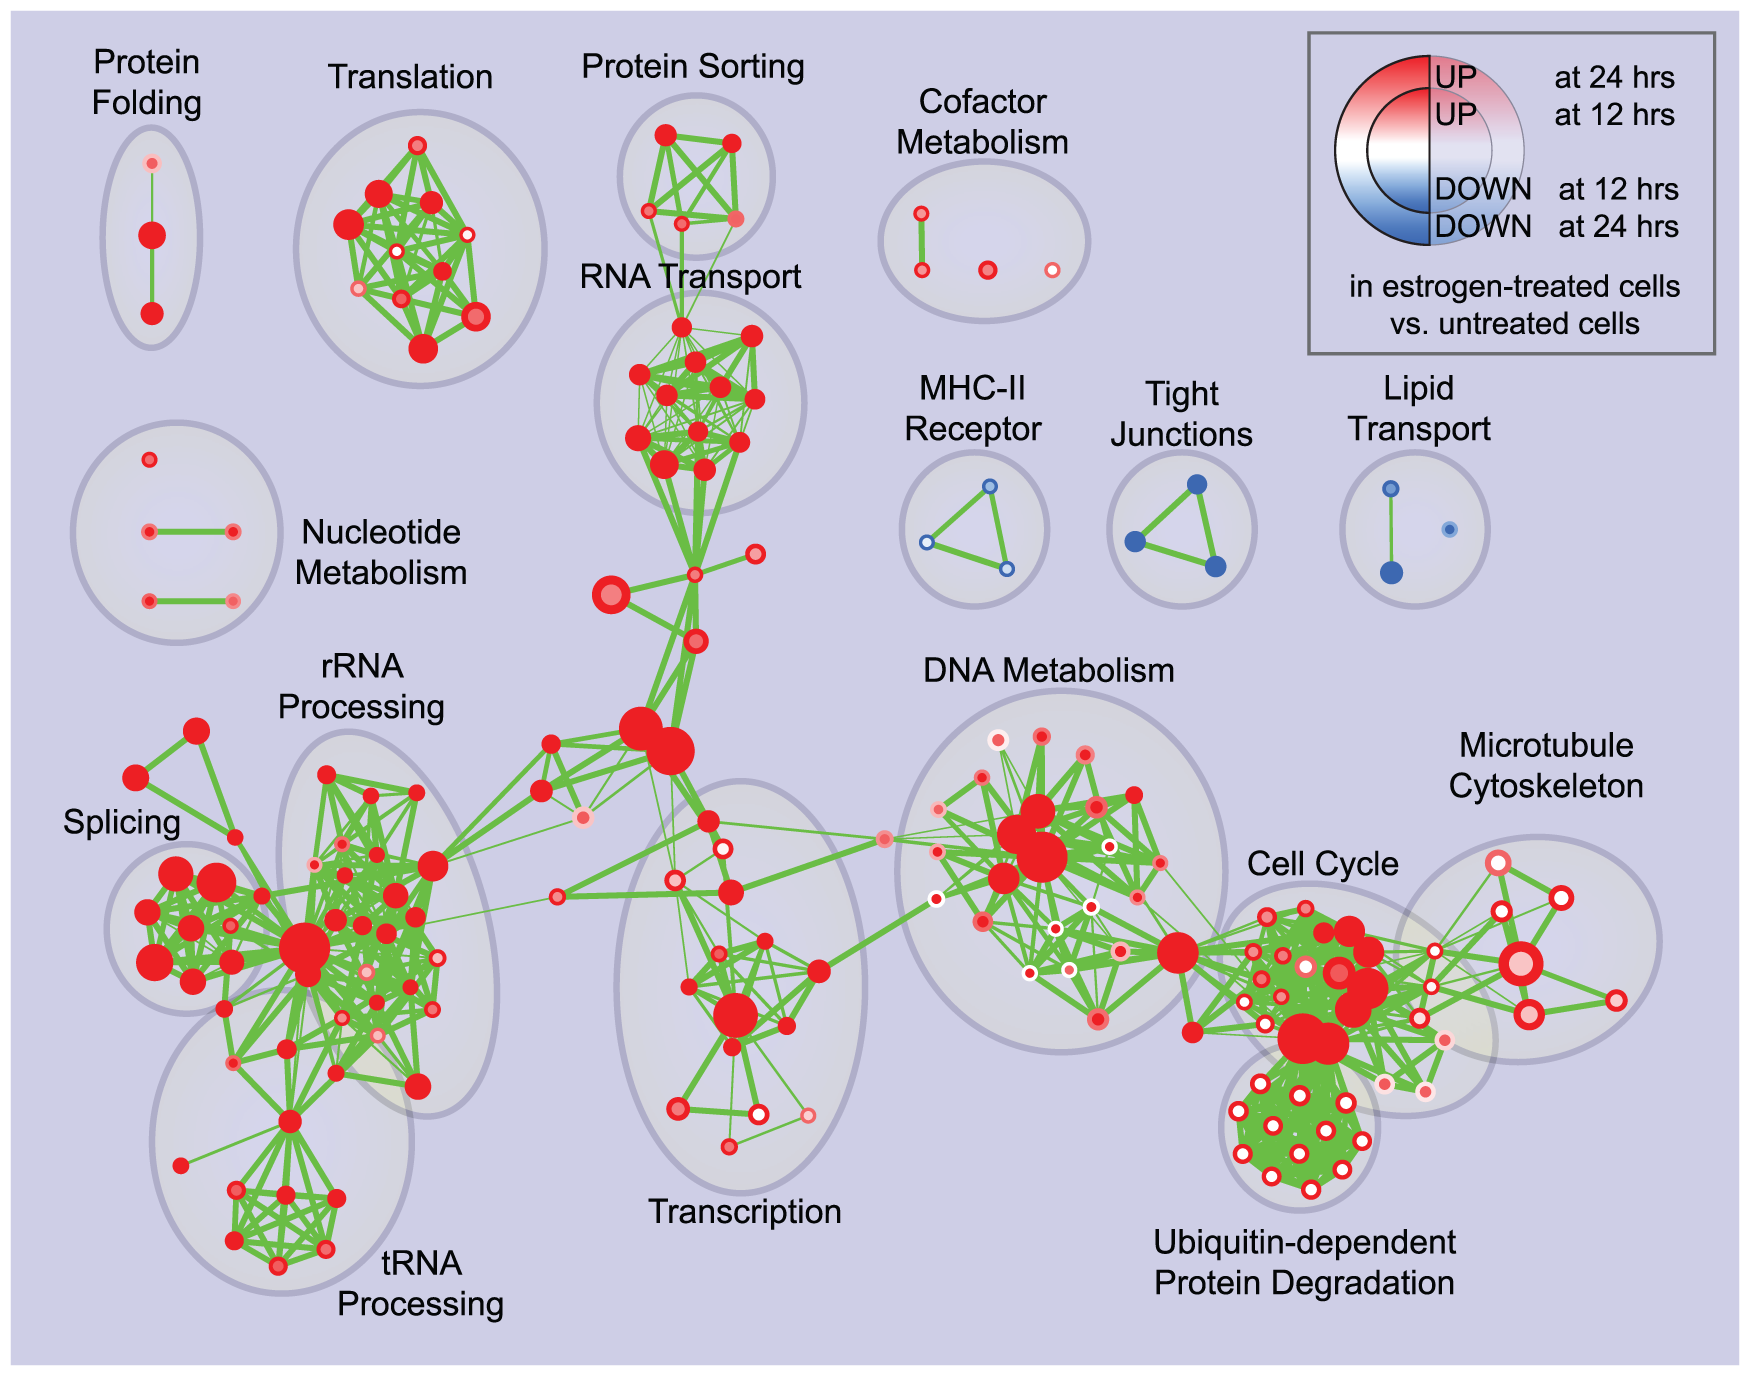 Protein
Folding
Translation
Protein Sorting
Cofactor
Metabolism
UP at 24 hrs
UP at 12 hrs
DOWN at 12 hrs
DOWN at 24 hrs
in estrogen-treated cells
vs. untreated cells
RNA Transport
MHC-II
Receptor
Tight
Junctions
Lipid
Transport
Nucleotide
Metabolism
rRNA
Processing
DNA Metabolism
Microtubule
Cytoskeleton
Splicing
Cell Cycle
Transcription
tRNA
Processing
Ubiquitin-dependent
Protein Degradation